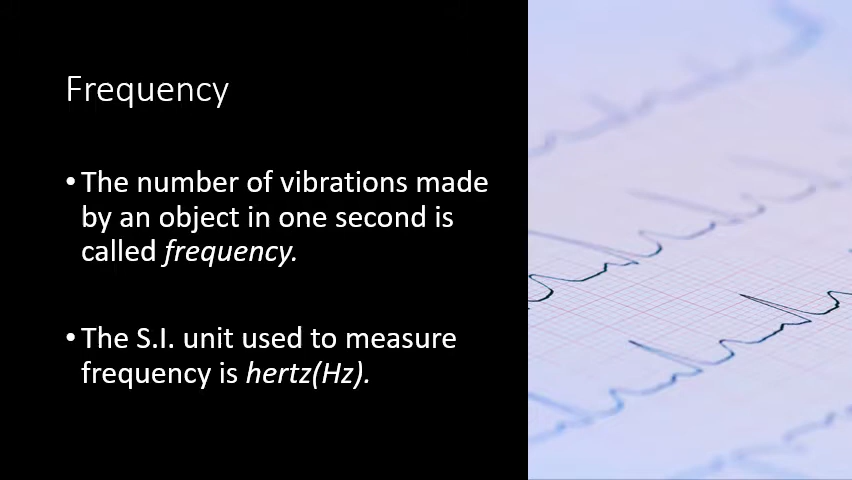 Frequency
• The number of vibrations made
by an object in one second is
called frequency.
• The S.I. unit used to measure
frequency is hertz(Hz).